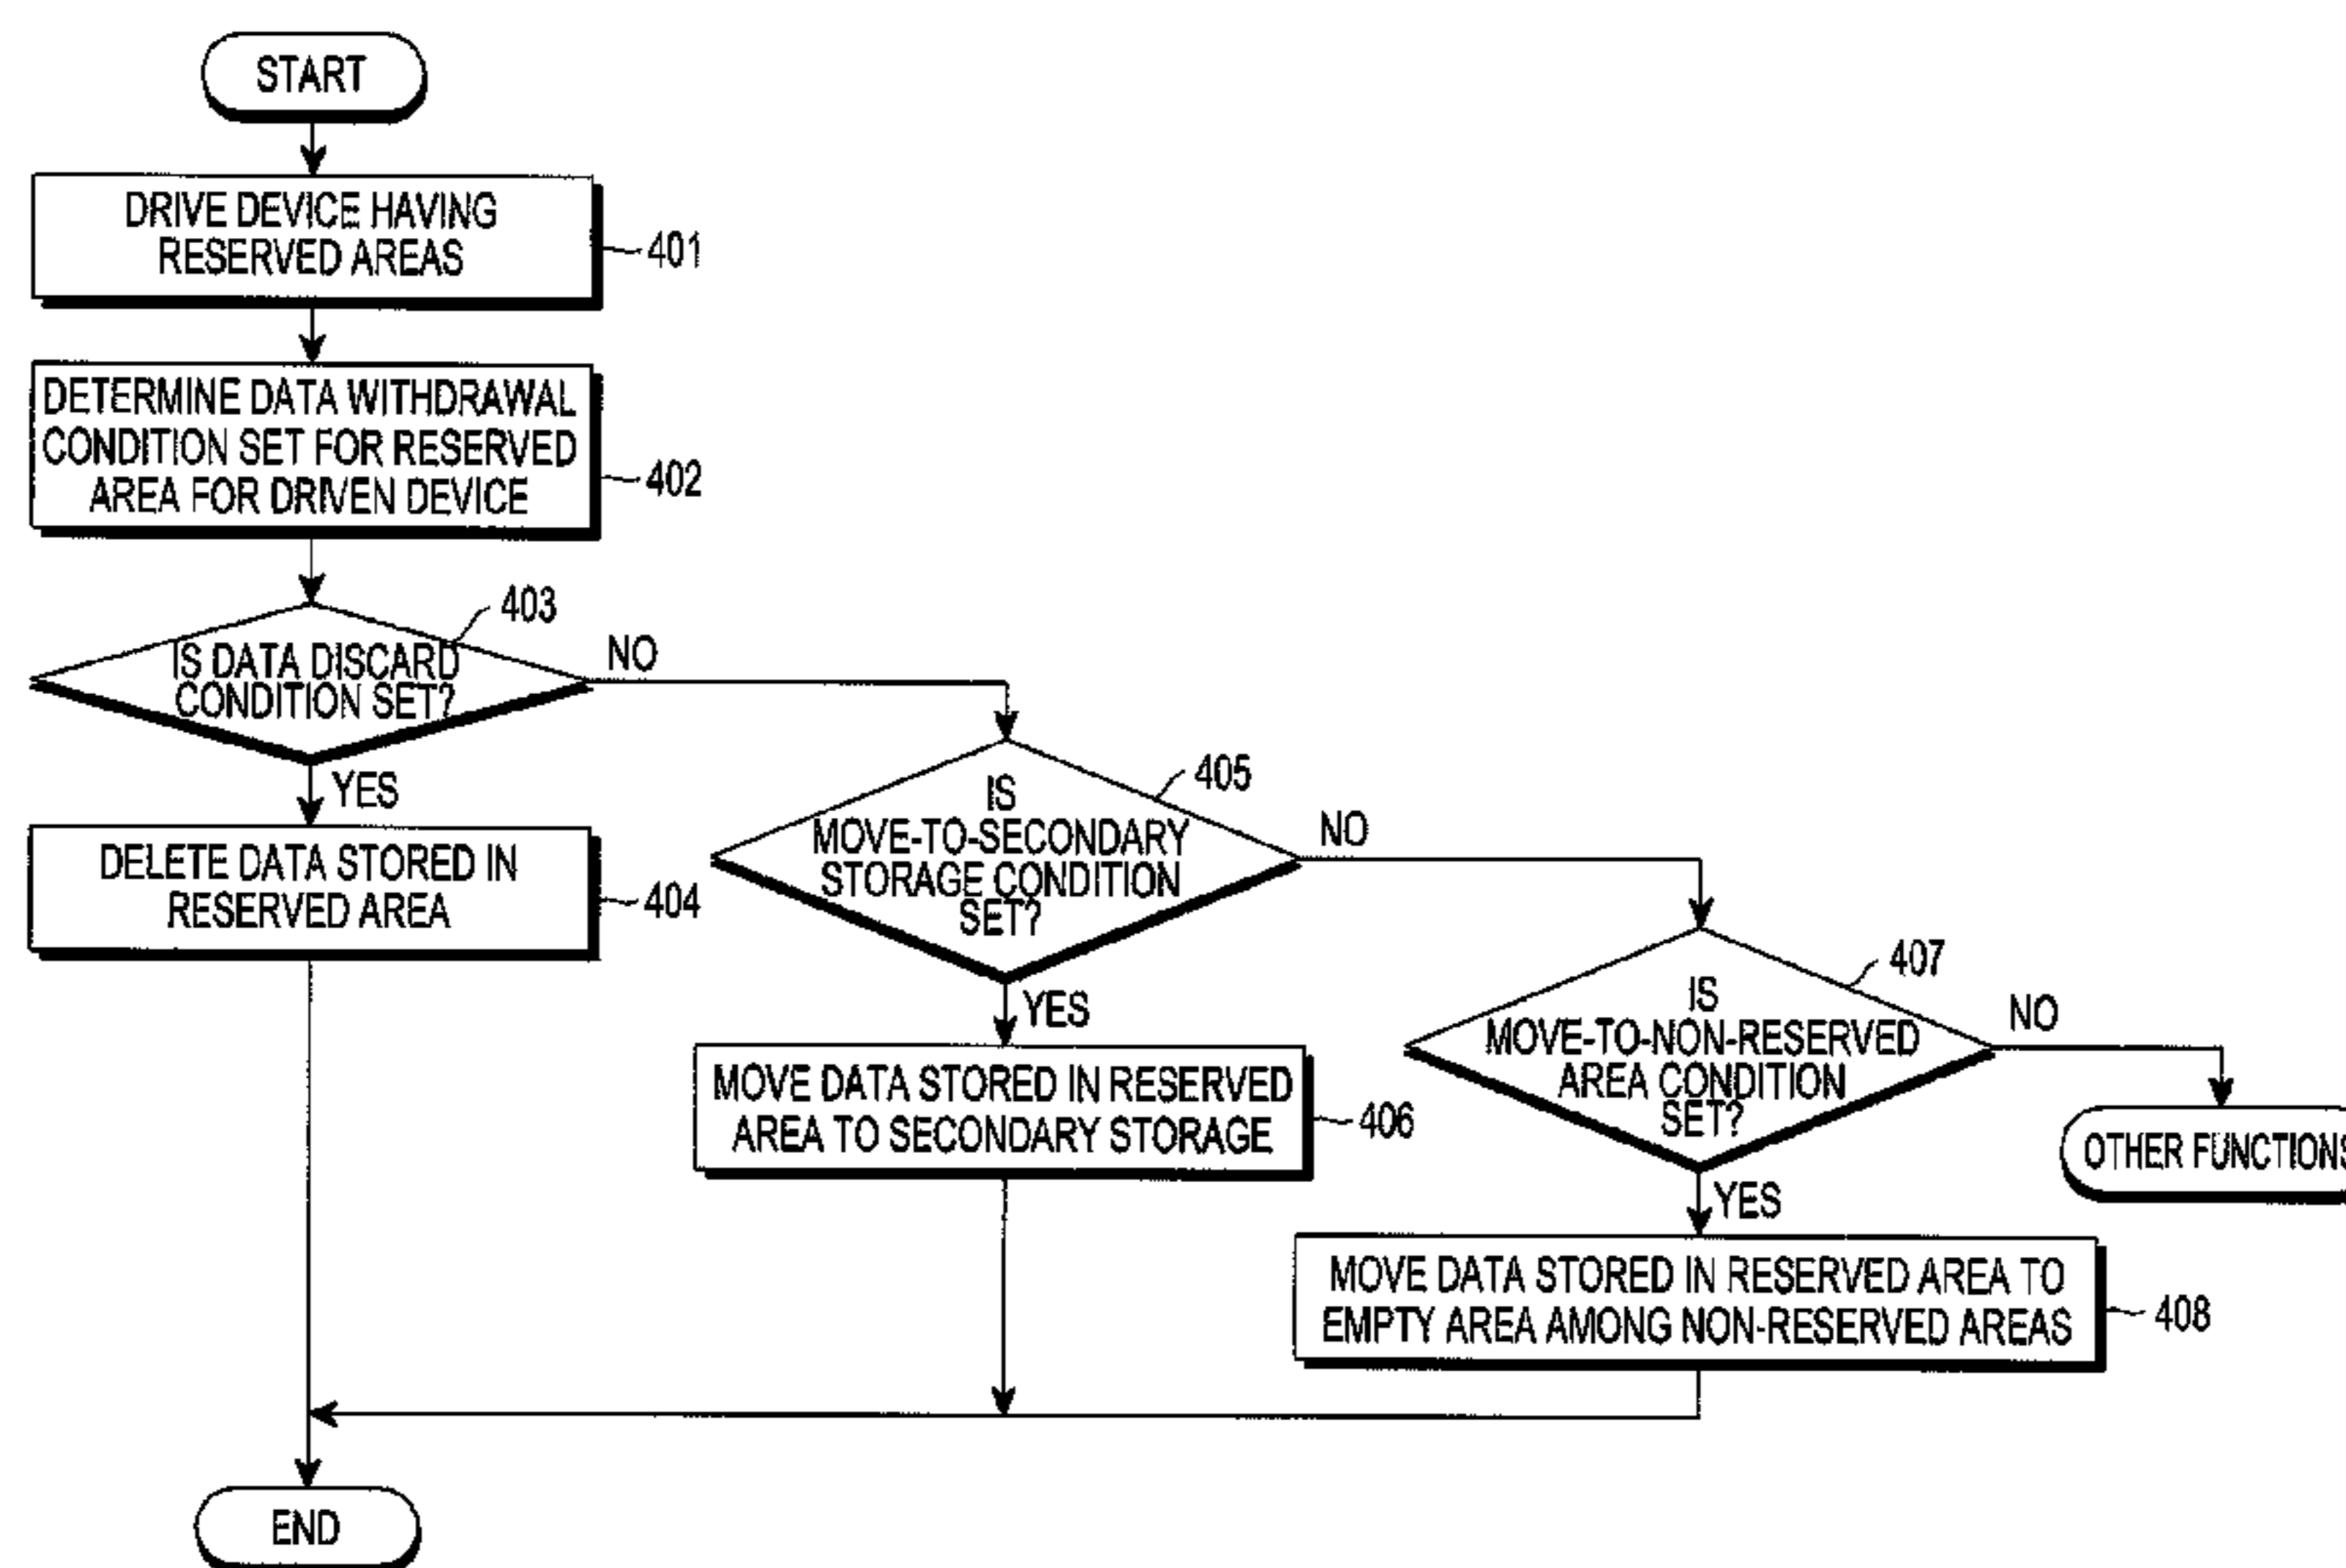 START
DRIVE DEVICE HAVING
RESERVED AREAS
401
DETERMINE DATA WITHDRAWAL
CONDITION SET FOR RESERVED
AREA FOR DRIVEN DEVICE
402
403
IS DATA DISCARD
CONDITION SET?
NO
YES
DELETE DATA STORED IN
RESERVED AREA
404
405
IS
MOVE-TO-SECONDARY
STORAGE CONDITION
SET?
NO
YES
MOVE DATA STORED IN RESERVED
AREA TO SECONDARY STORAGE
406
407
IS
MOVE-TO-NON-RESERVED
AREA CONDITION
SET?
NO
OTHER FUNCTIONS
YES
MOVE DATA STORED IN RESERVED AREA TO
EMPTY AREA AMONG NON-RESERVED AREAS
408
END